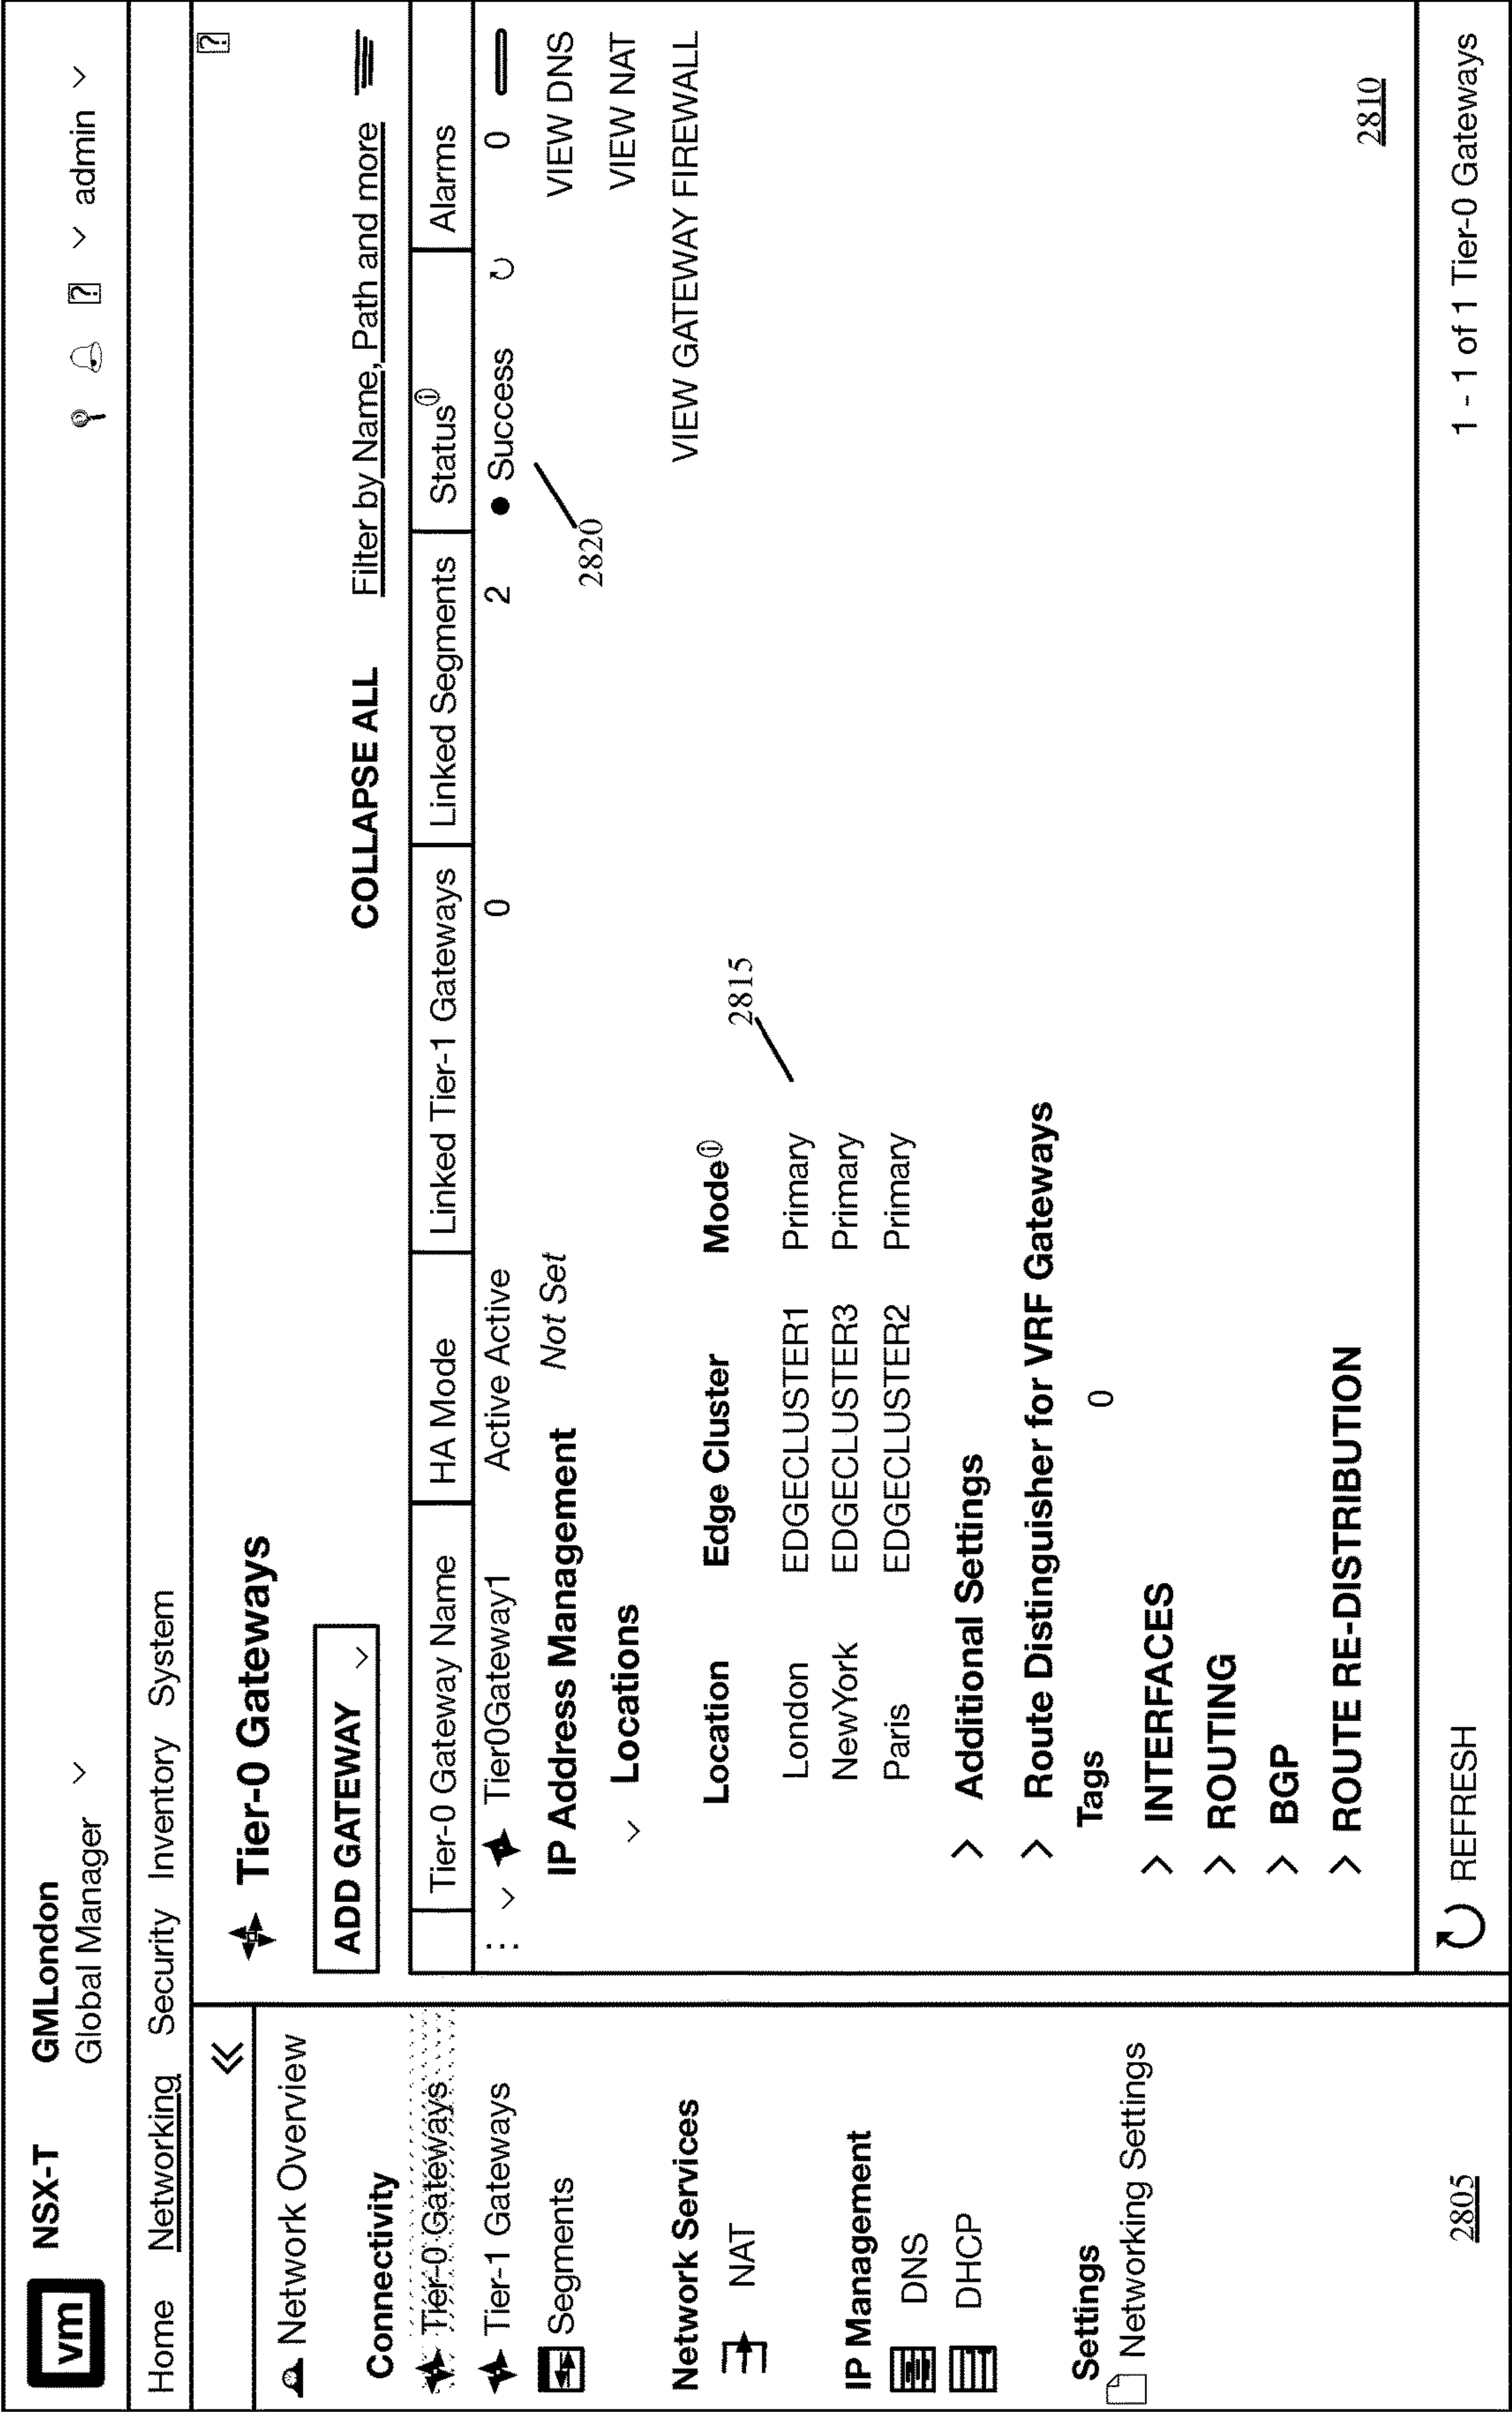 vm NSX-T GMLondon
Global Manager
admin
Home Networking Security Inventory System
Network Overview
Connectivity
Tier-0 Gateways
Tier-1 Gateways
Segments
Network Services
NAT
IP Management
DNS
DHCP
Settings
Networking Settings
2805
Tier-0 Gateways
?
ADD GATEWAY
COLLAPSE ALL Filter by Name, Path and more
Tier-0 Gateway Name HA Mode Linked Tier-1 Gateways Linked Segments Status Alarms
Tier0Gateway1 Active Active 0 2 Success 0
IP Address Management Not Set VIEW DNS
2820
Locations VIEW NAT
VIEW GATEWAY FIREWALL
Location Edge Cluster Mode
2815
London EDGECLUSTER1 Primary
NewYork EDGECLUSTER3 Primary
Paris EDGECLUSTER2 Primary
Additional Settings
Route Distinguisher for VRF Gateways
Tags 0
INTERFACES
ROUTING
BGP
ROUTE RE-DISTRIBUTION
2810
REFRESH 1 - 1 of 1 Tier-0 Gateways